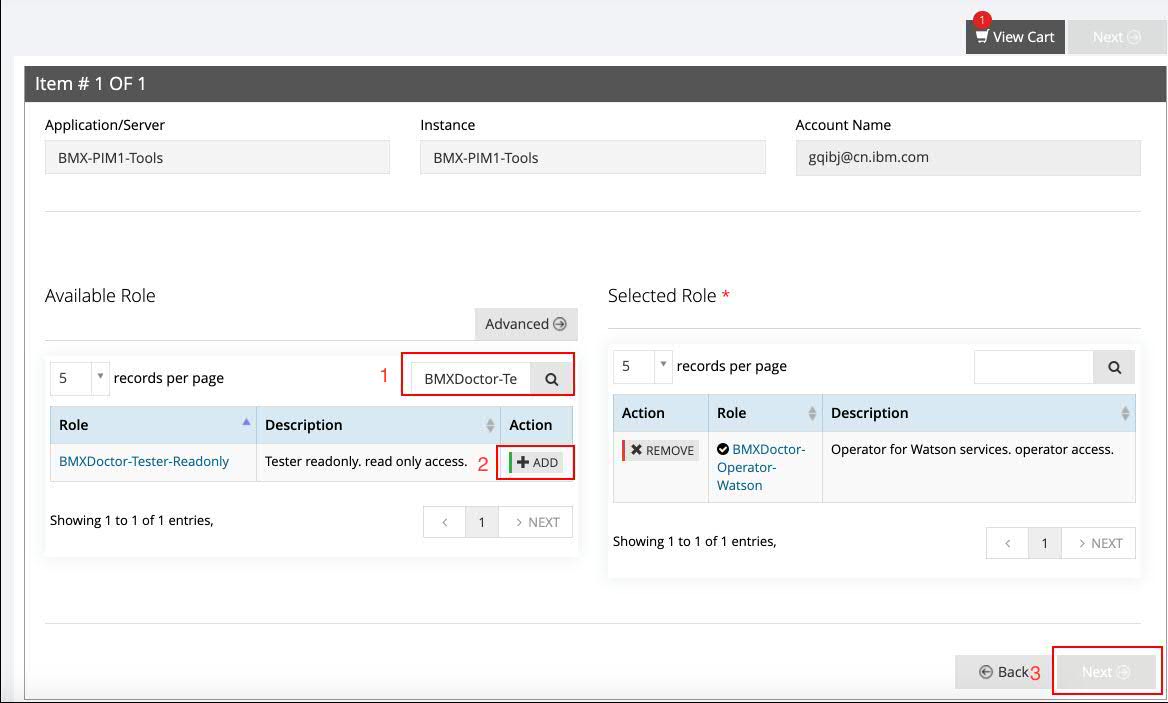 1
View Cart
Next
Item # 1 OF 1
Application/Server
Instance
Account Name
BMX-PIM1-Tools
BMX-PIM1-Tools
gqibj@cn.ibm.com
Available Role
Advanced
1
5
records per page
BMXDoctor-Te
Role
Description
Action
BMXDoctor-Tester-Readonly
Tester readonly. read only access.
2
ADD
Showing 1 to 1 of 1 entries,
1
NEXT
Selected Role *
5
records per page
Action
Role
Description
REMOVE
BMXDoctor-
Operator-
Watson
Operator for Watson services. operator access.
Showing 1 to 1 of 1 entries,
1
NEXT
Back
3
Next